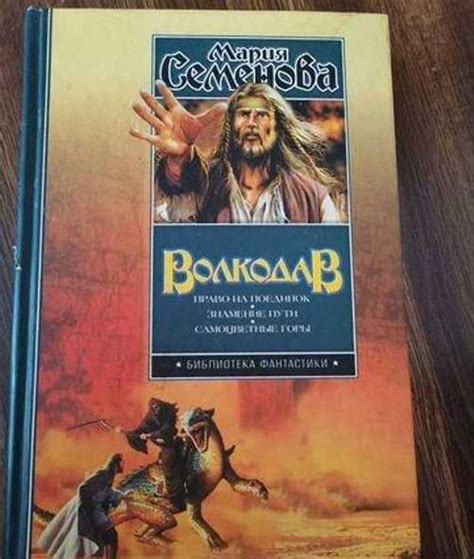 Мария
Семенова
Волкодав
ПРАВО НА ПОЕДИНОК
ЗНАМЕНИЕ ПУТИ
САМОЦВЕТНЫЕ ГОРЫ
★ БИБЛИОТЕКА ФАНТАСТИКИ ★